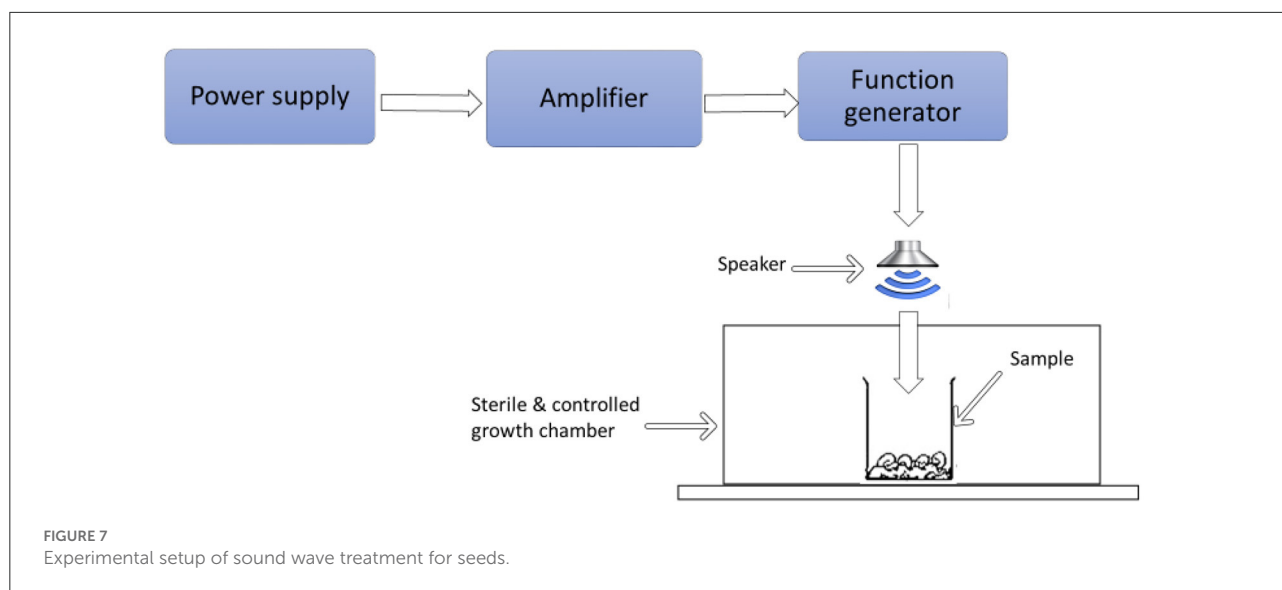 Power supply
Amplifier
Function
generator
Speaker
Sample
Sterile & controlled
growth chamber
FIGURE 7
Experimental setup of sound wave treatment for seeds.